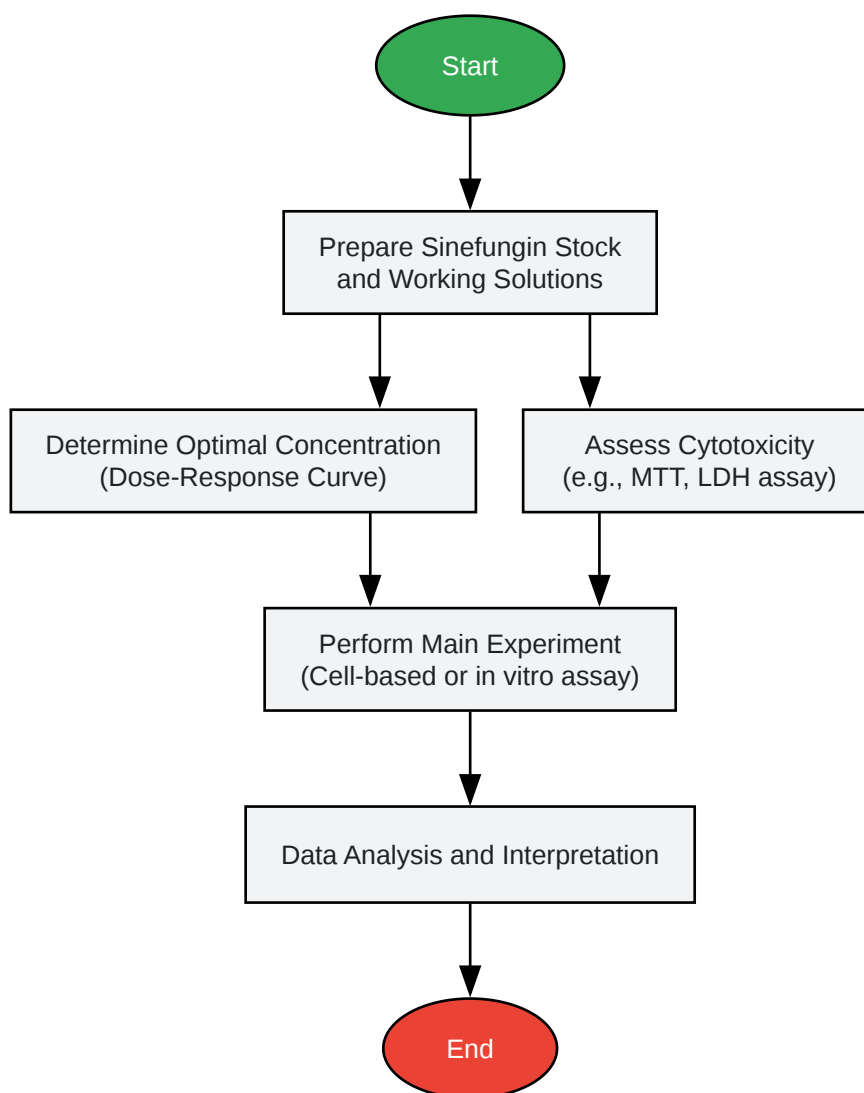 Start
Prepare Sinefungin Stock
and Working Solutions
Determine Optimal Concentration
(Dose-Response Curve)
Assess Cytotoxicity
(e.g., MTT, LDH assay)
Perform Main Experiment
(Cell-based or in vitro assay)
Data Analysis and Interpretation
End